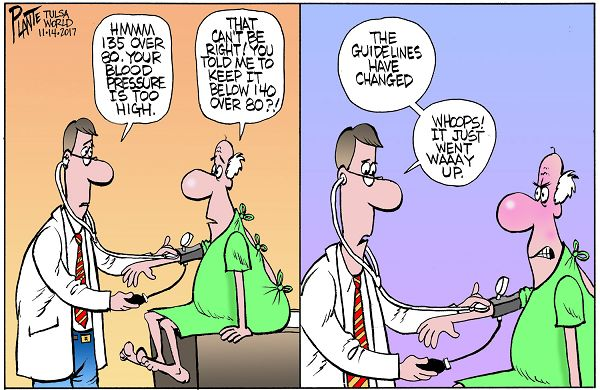 PLANTE
TULSA
WORLD
11-14-2017
HMMM
135 OVER
80. YOUR
BLOOD
PRESSURE
IS TOO
HIGH.
THAT
CAN'T BE
RIGHT! YOU
TOLD ME TO
KEEP IT
BELOW 140
OVER 80?!
THE
GUIDELINES
HAVE
CHANGED
WHOOPS!
IT JUST
WENT
WAAAY
UP.